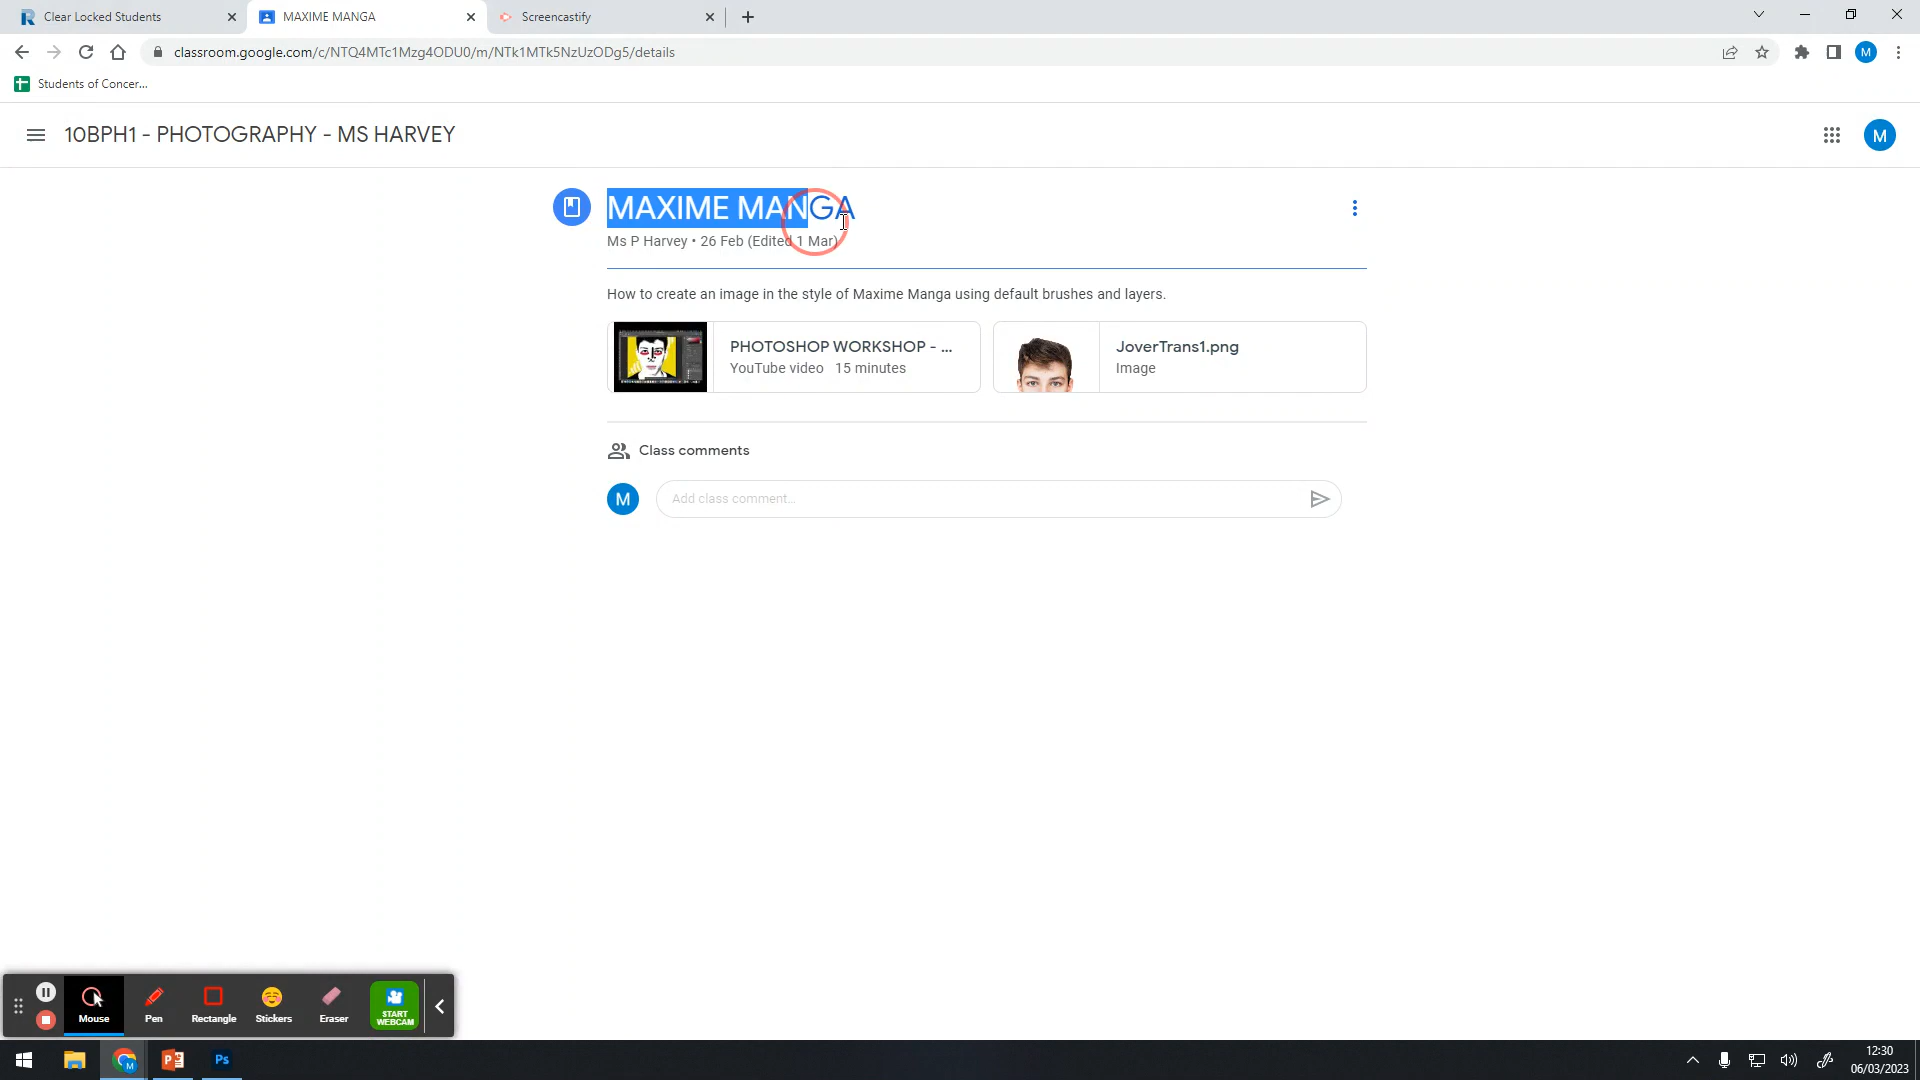 Clear Locked Students
MAXIME MANGA
Screencastify
classroom.google.com/c/NTQ4MTc1Mzg4ODU0/m/NTk1MTk5NzUzODg5/details
M
Students of Concer...
10BPH1 - PHOTOGRAPHY - MS HARVEY
M
MAXIME MANGA
Ms P Harvey • 26 Feb (Edited 1 Mar)
How to create an image in the style of Maxime Manga using default brushes and layers.
PHOTOSHOP WORKSHOP - ...
YouTube video 15 minutes
JoverTrans1.png
Image
Class comments
M
Add class comment...
Mouse
Pen
Rectangle
Stickers
Eraser
START
WEBCAM
Ps
12:30
06/03/2023